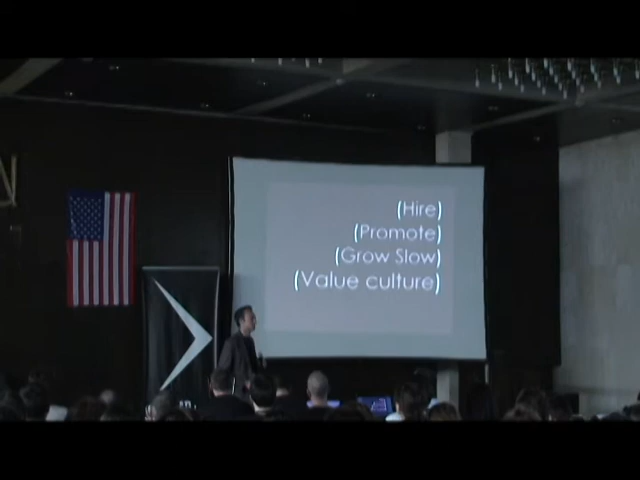 (Hire)
(Promote)
(Grow Slow)
(Value culture)